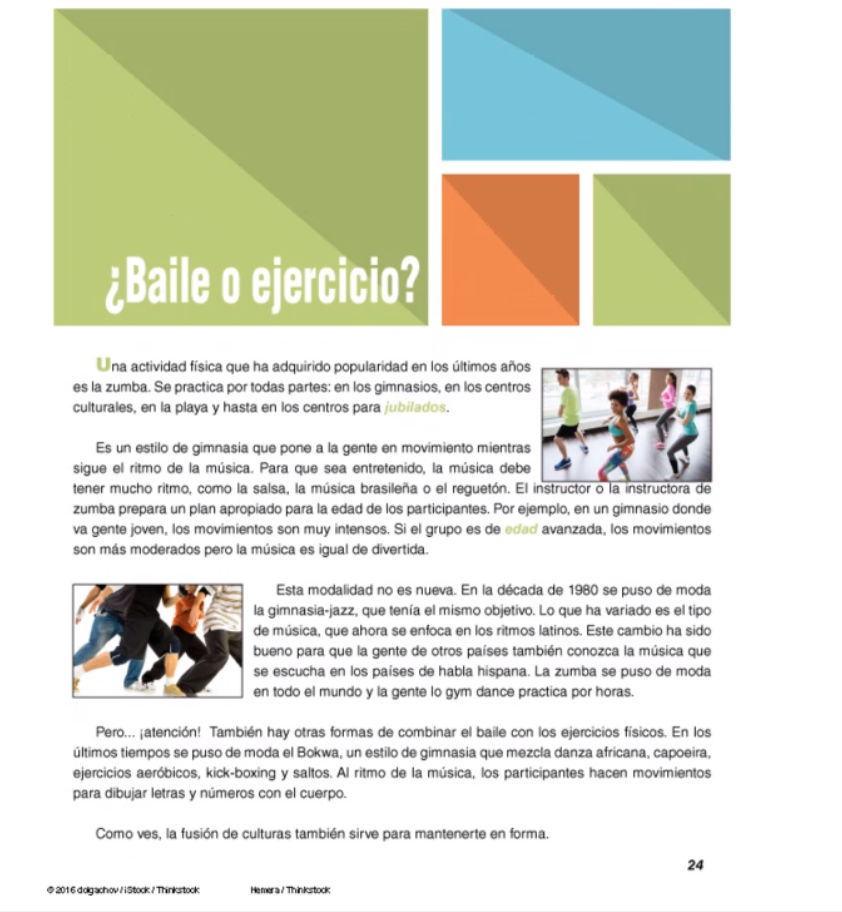 ¿Baile o ejercicio?
Una actividad física que ha adquirido popularidad en los últimos años
es la zumba. Se practica por todas partes: en los gimnasios, en los centros
culturales, en la playa y hasta en los centros para jubilados.
Es un estilo de gimnasia que pone a la gente en movimiento mientras
sigue el ritmo de la música. Para que sea entretenido, la música debe
tener mucho ritmo, como la salsa, la música brasileña o el reguetón. El instructor o la instructora de
zumba prepara un plan apropiado para la edad de los participantes. Por ejemplo, en un gimnasio donde
va gente joven, los movimientos son muy intensos. Si el grupo es de edad avanzada, los movimientos
son más moderados pero la música es igual de divertida.
Esta modalidad no es nueva. En la década de 1980 se puso de moda
la gimnasia-jazz, que tenía el mismo objetivo. Lo que ha variado es el tipo
de música, que ahora se enfoca en los ritmos latinos. Este cambio ha sido
bueno para que la gente de otros países también conozca la música que
se escucha en los países de habla hispana. La zumba se puso de moda
en todo el mundo y la gente lo gym dance practica por horas.
Pero... ¡atención! También hay otras formas de combinar el baile con los ejercicios físicos. En los
últimos tiempos se puso de moda el Bokwa, un estilo de gimnasia que mezcla danza africana, capoeira,
ejercicios aeróbicos, kick-boxing y saltos. Al ritmo de la música, los participantes hacen movimientos
para dibujar letras y números con el cuerpo.
Como ves, la fusión de culturas también sirve para mantenerte en forma.
24
© 2016 dolgachov / iStock / Thinkstock Hemera / Thinkstock